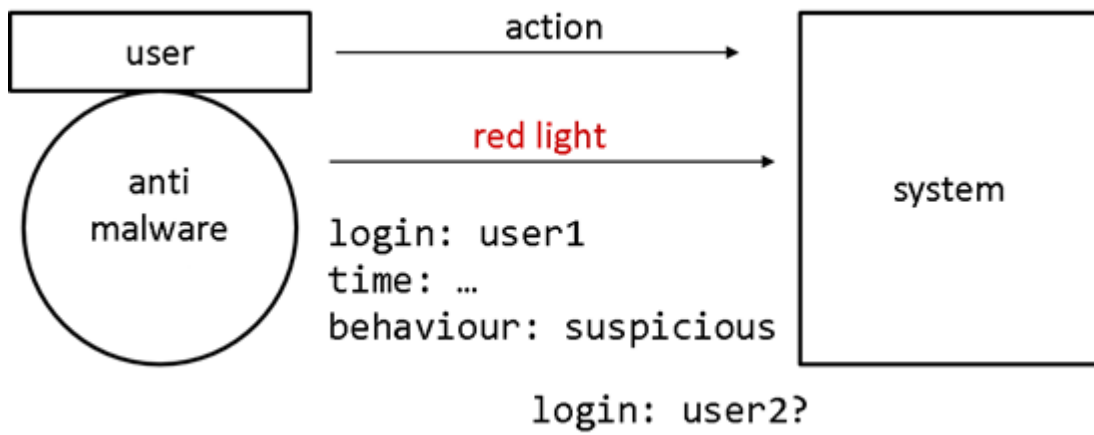 user
action
red light
anti
malware
system
login: user1
time: …
behaviour: suspicious
login: user2?